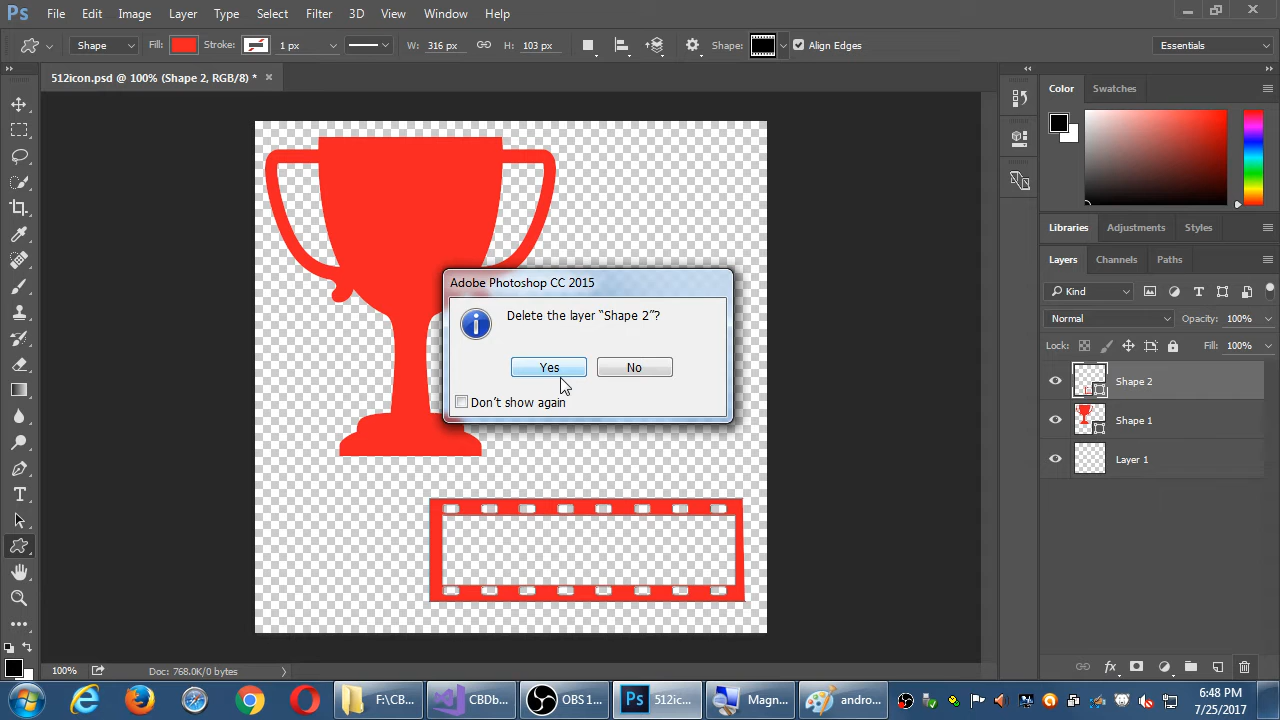 Ps File Edit Image Layer Type Select Filter 3D View Window Help
Shape Fill: Stroke: 1 px W: 316 px H: 103 px Shape: Align Edges Essentials
512icon.psd @ 100% (Shape 2, RGB/8) *
Color Swatches
Libraries Adjustments Styles
Layers Channels Paths
Kind
Normal Opacity: 100%
Lock: Fill: 100%
Shape 2
Shape 1
Layer 1
Adobe Photoshop CC 2015
Delete the layer “Shape 2”?
Yes No
Don't show again
100% Doc: 768.0K/0 bytes
fx
F:\CB... CBDb... OBS 1... Ps 512ic... Magn... andro...
6:48 PM
7/25/2017